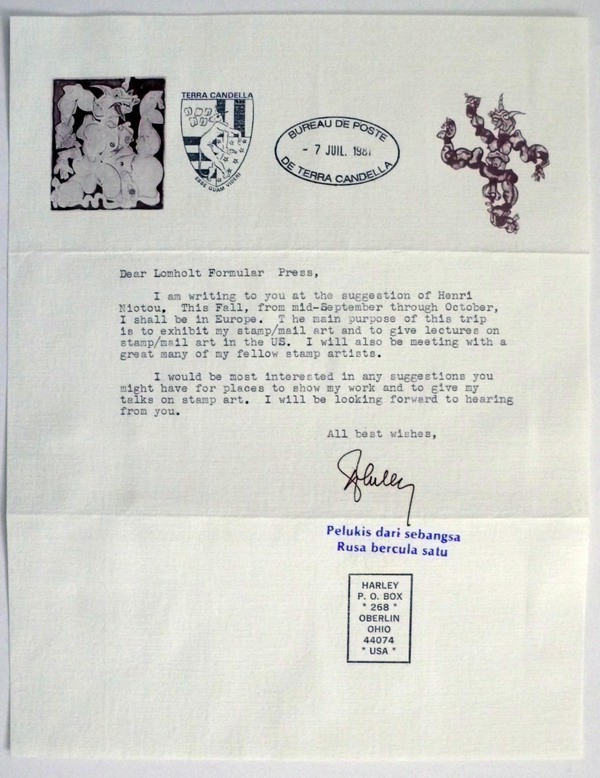 TERRA CANDELLA
ESSE QUAM VIDERI
BUREAU DE POSTE
- 7 JUIL. 1981
DE TERRA CANDELLA
Dear Lomholt Formular Press,
I am writing to you at the suggestion of Henri
Niotou. This Fall, from mid-September through October,
I shall be in Europe. T he main purpose of this trip
is to exhibit my stamp/mail art and to give lectures on
stamp/mail art in the US. I will also be meeting with a
great many of my fellow stamp artists.
I would be most interested in any suggestions you
might have for places to show my work and to give my
talks on stamp art. I will be looking forward to hearing
from you.
All best wishes,
Pelukis dari sebangsa
Rusa bercula satu
HARLEY
P. O. BOX
* 268 *
OBERLIN
OHIO
44074
* USA *